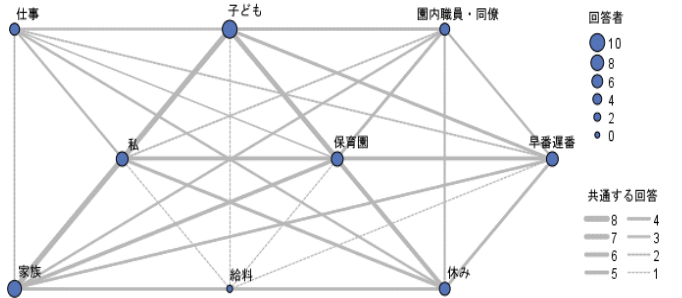 仕事
子ども
園内職員・同僚
私
保育園
早番遅番
家族
給料
休み
回答者
10
8
6
4
2
0
共通する回答
8 4
7 3
6 2
5 1